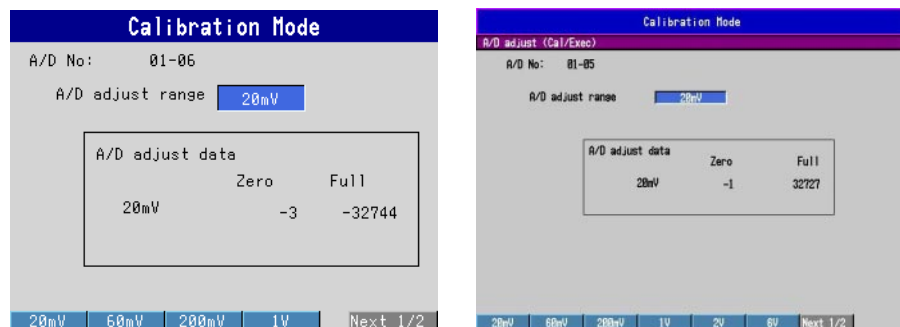 Calibration Mode
A/D No: 01-06
A/D adjust range 20mV
A/D adjust data
Zero Full
20mV -3 -32744
20mV 60mV 200mV 1V Next 1/2
Calibration Mode
A/D adjust (Cal/Exec)
A/D No: 01-05
A/D adjust range 20mV
A/D adjust data
Zero Full
20mV -1 32727
20mV 60mV 200mV 1V 2V 6V Next 1/2